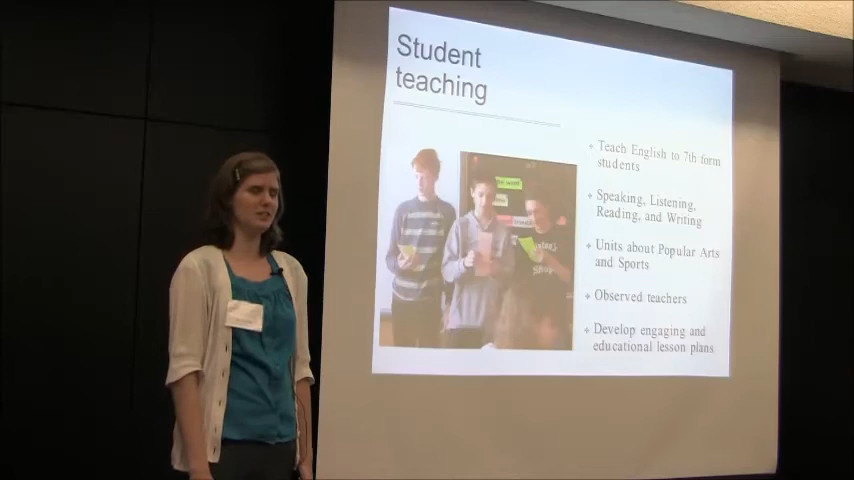 Student
teaching
Teach English to 7th form
students
Speaking, Listening,
Reading, and Writing
Units about Popular Arts
and Sports
Observed teachers
Develop engaging and
educational lesson plans